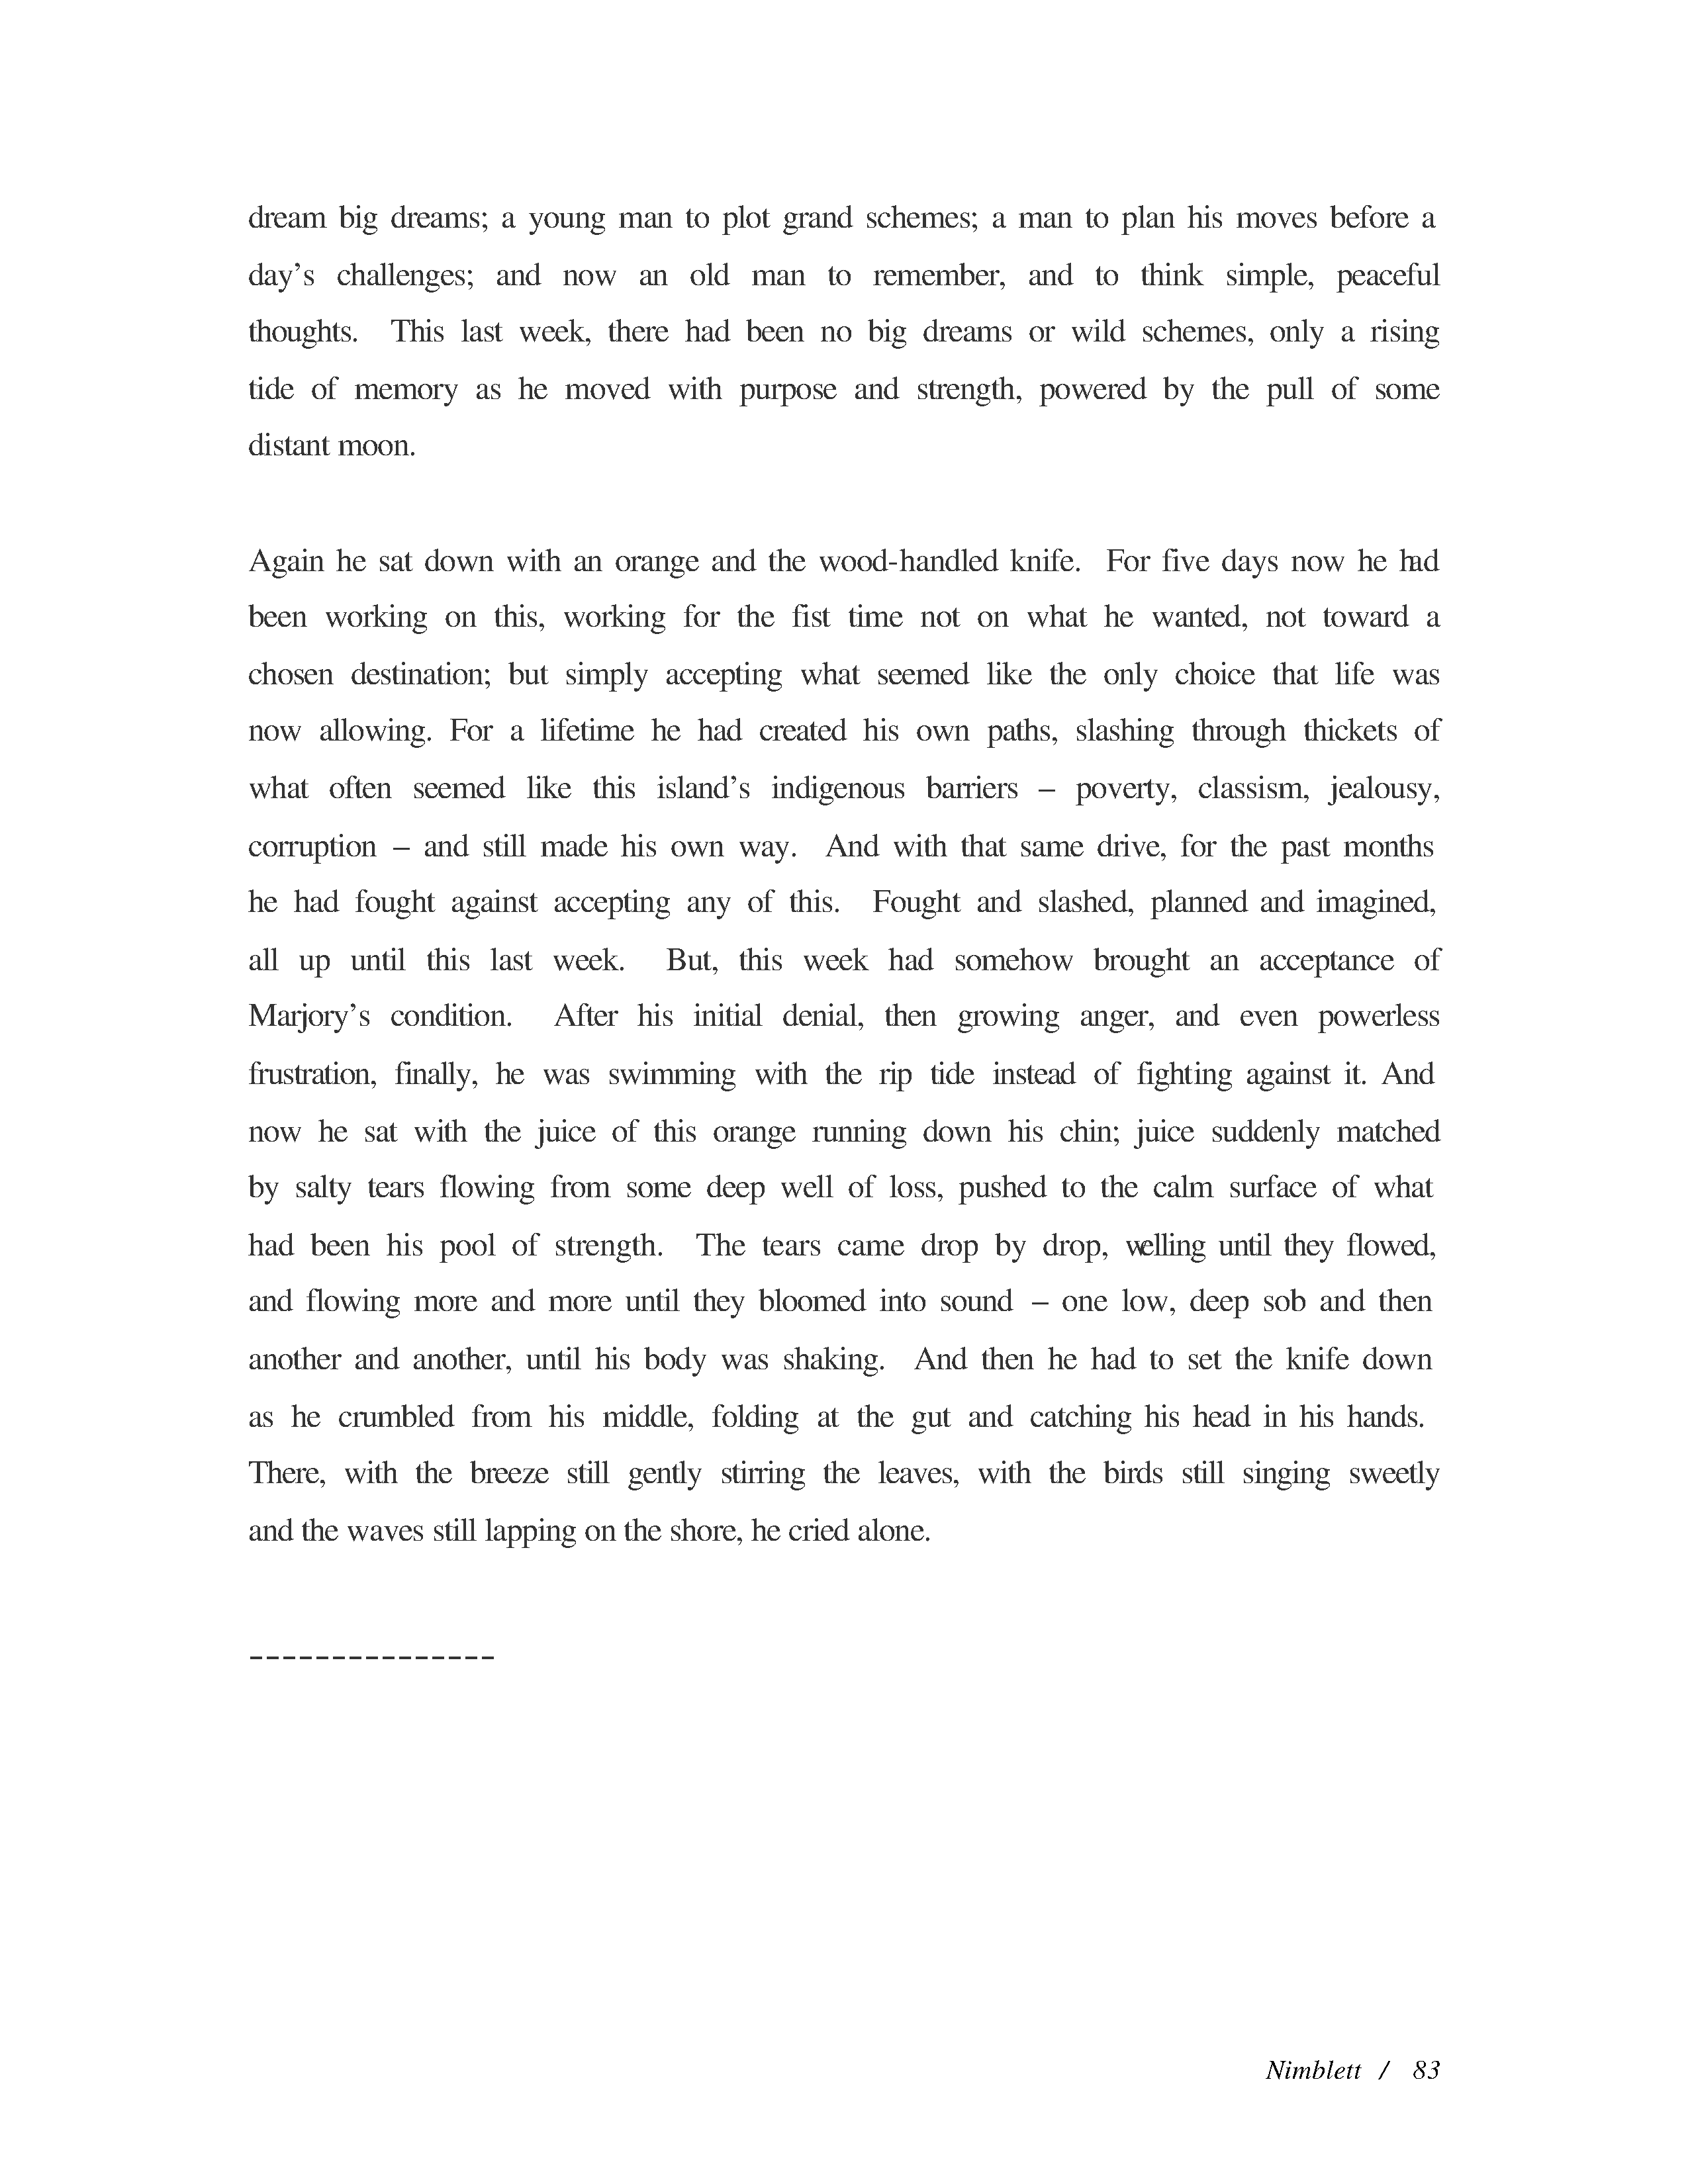 dream big dreams; a young man to plot grand schemes; a man to plan his moves before a
day’s challenges; and now an old man to remember, and to think simple, peaceful
thoughts.  This last week, there had been no big dreams or wild schemes, only a rising
tide of memory as he moved with purpose and strength, powered by the pull of some
distant moon.
Again he sat down with an orange and the wood-handled knife.  For five days now he had
been working on this, working for the fist time not on what he wanted, not toward a
chosen destination; but simply accepting what seemed like the only choice that life was
now allowing. For a lifetime he had created his own paths, slashing through thickets of
what often seemed like this island’s indigenous barriers – poverty, classism, jealousy,
corruption – and still made his own way.  And with that same drive, for the past months
he had fought against accepting any of this.  Fought and slashed, planned and imagined,
all up until this last week.  But, this week had somehow brought an acceptance of
Marjory’s condition.  After his initial denial, then growing anger, and even powerless
frustration, finally, he was swimming with the rip tide instead of fighting against it. And
now he sat with the juice of this orange running down his chin; juice suddenly matched
by salty tears flowing from some deep well of loss, pushed to the calm surface of what
had been his pool of strength.  The tears came drop by drop, welling until they flowed,
and flowing more and more until they bloomed into sound – one low, deep sob and then
another and another, until his body was shaking.  And then he had to set the knife down
as he crumbled from his middle, folding at the gut and catching his head in his hands.
There, with the breeze still gently stirring the leaves, with the birds still singing sweetly
and the waves still lapping on the shore, he cried alone.
---------------
Nimblett / 83